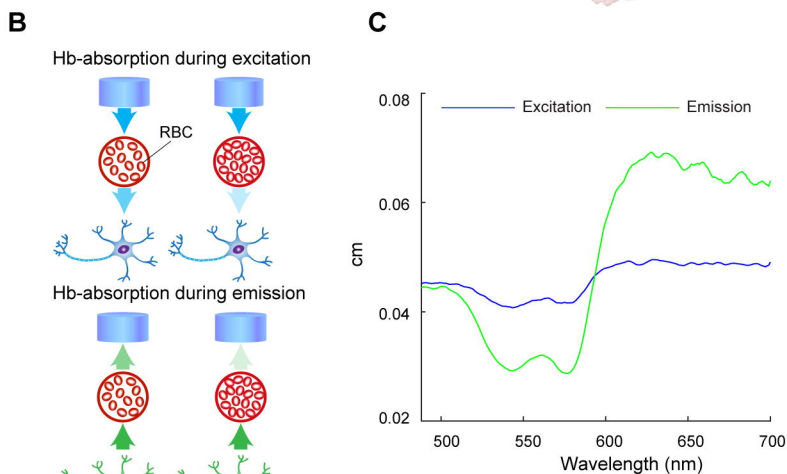 B
Hb-absorption during excitation
RBC
Hb-absorption during emission
C
0.08
Excitation
Emission
0.06
cm
0.04
0.02
500
550
600
650
700
Wavelength (nm)